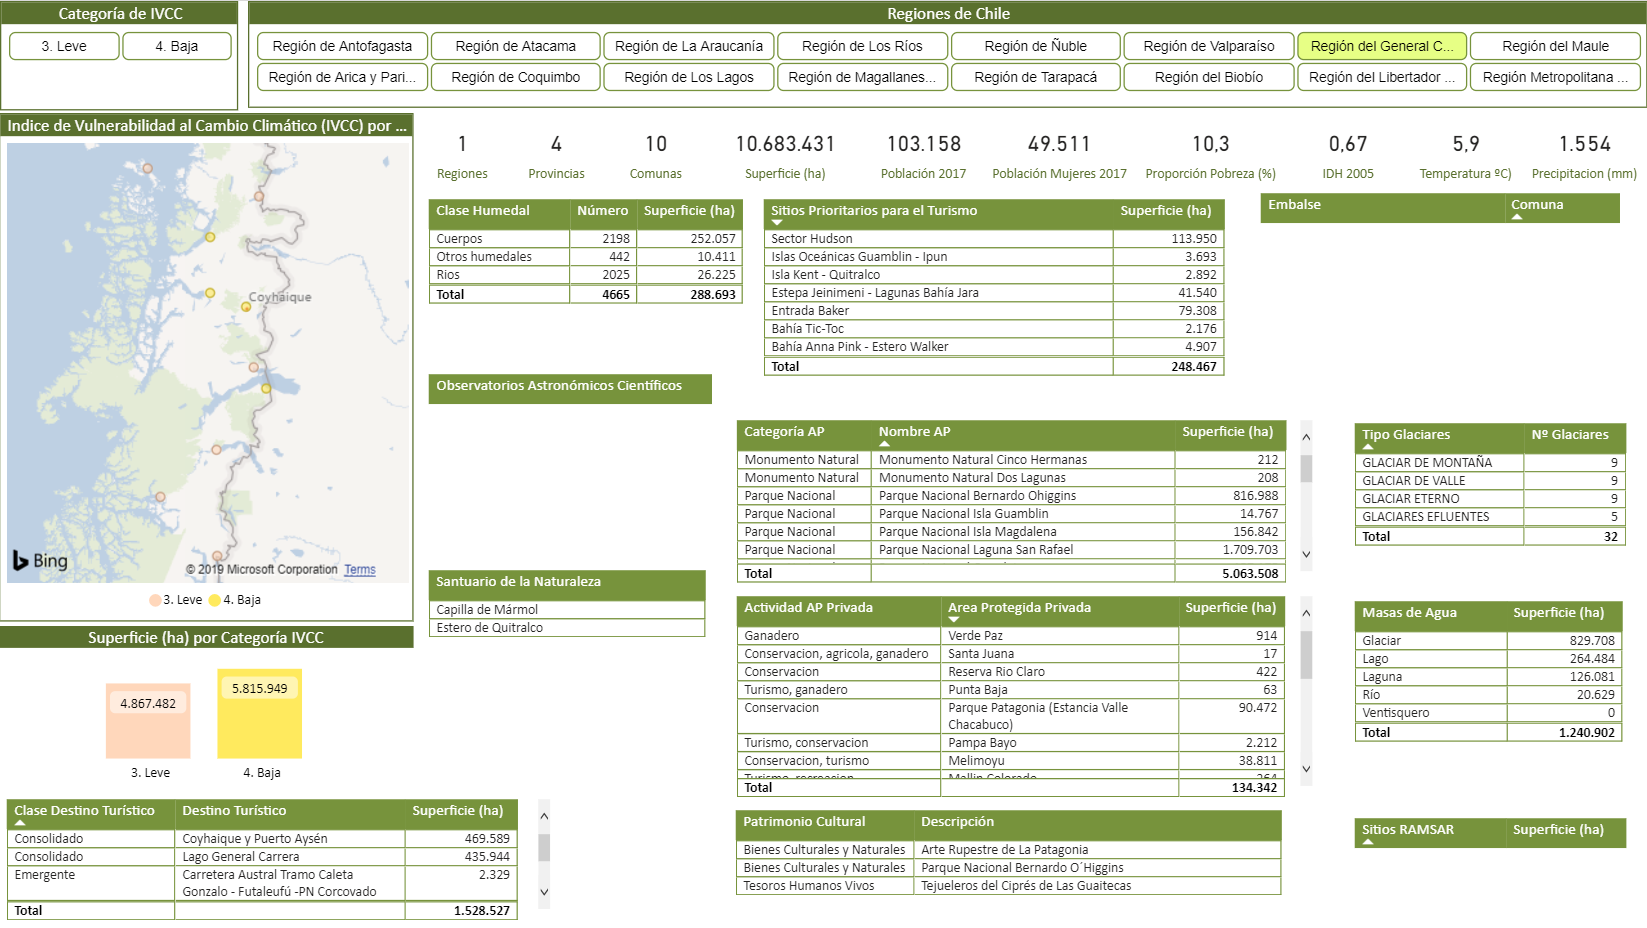 Categoría de IVCC
3. Leve
4. Baja
Regiones de Chile
Región de Antofagasta
Región de Atacama
Región de La Araucanía
Región de Los Ríos
Región de Ñuble
Región de Valparaíso
Región del General C...
Región del Maule
Región de Arica y Pari...
Región de Coquimbo
Región de Los Lagos
Región de Magallanes...
Región de Tarapacá
Región del Biobío
Región del Libertador ...
Región Metropolitana ...
Indice de Vulnerabilidad al Cambio Climático (IVCC) por ...
Coyhaique
Bing
© 2019 Microsoft Corporation Terms
3. Leve 4. Baja
1 4 10 10.683.431 103.158 49.511 10,3 0,67 5,9 1.554
Regiones Provincias Comunas Superficie (ha) Población 2017 Población Mujeres 2017 Proporción Pobreza (%) IDH 2005 Temperatura ºC) Precipitacion (mm)
Clase Humedal Número Superficie (ha)
Cuerpos 2198 252.057
Otros humedales 442 10.411
Rios 2025 26.225
Total 4665 288.693
Sitios Prioritarios para el Turismo Superficie (ha)
Sector Hudson 113.950
Islas Oceánicas Guamblin - Ipun 3.693
Isla Kent - Quitralco 2.892
Estepa Jeinimeni - Lagunas Bahía Jara 41.540
Entrada Baker 79.308
Bahía Tic-Toc 2.176
Bahía Anna Pink - Estero Walker 4.907
Total 248.467
Embalse Comuna
Observatorios Astronómicos Científicos
Categoría AP Nombre AP Superficie (ha)
Monumento Natural Monumento Natural Cinco Hermanas 212
Monumento Natural Monumento Natural Dos Lagunas 208
Parque Nacional Parque Nacional Bernardo Ohiggins 816.988
Parque Nacional Parque Nacional Isla Guamblin 14.767
Parque Nacional Parque Nacional Isla Magdalena 156.842
Parque Nacional Parque Nacional Laguna San Rafael 1.709.703
Total 5.063.508
Tipo Glaciares Nº Glaciares
GLACIAR DE MONTAÑA 9
GLACIAR DE VALLE 9
GLACIAR ETERNO 9
GLACIARES EFLUENTES 5
Total 32
Santuario de la Naturaleza
Capilla de Mármol
Estero de Quitralco
Actividad AP Privada Area Protegida Privada Superficie (ha)
Ganadero Verde Paz 914
Conservacion, agricola, ganadero Santa Juana 17
Conservacion Reserva Rio Claro 422
Turismo, ganadero Punta Baja 63
Conservacion Parque Patagonia (Estancia Valle 90.472
Chacabuco)
Turismo, conservacion Pampa Bayo 2.212
Conservacion, turismo Melimoyu 38.811
Turismo, recreacion Mallin Colorado 264
Total 134.342
Masas de Agua Superficie (ha)
Glaciar 829.708
Lago 264.484
Laguna 126.081
Río 20.629
Ventisquero 0
Total 1.240.902
Superficie (ha) por Categoría IVCC
4.867.482
5.815.949
3. Leve
4. Baja
Clase Destino Turístico Destino Turístico Superficie (ha)
Consolidado Coyhaique y Puerto Aysén 469.589
Consolidado Lago General Carrera 435.944
Emergente Carretera Austral Tramo Caleta 2.329
Gonzalo - Futaleufú -PN Corcovado
Total 1.528.527
Patrimonio Cultural Descripción
Bienes Culturales y Naturales Arte Rupestre de La Patagonia
Bienes Culturales y Naturales Parque Nacional Bernardo O´Higgins
Tesoros Humanos Vivos Tejueleros del Ciprés de Las Guaitecas
Sitios RAMSAR Superficie (ha)